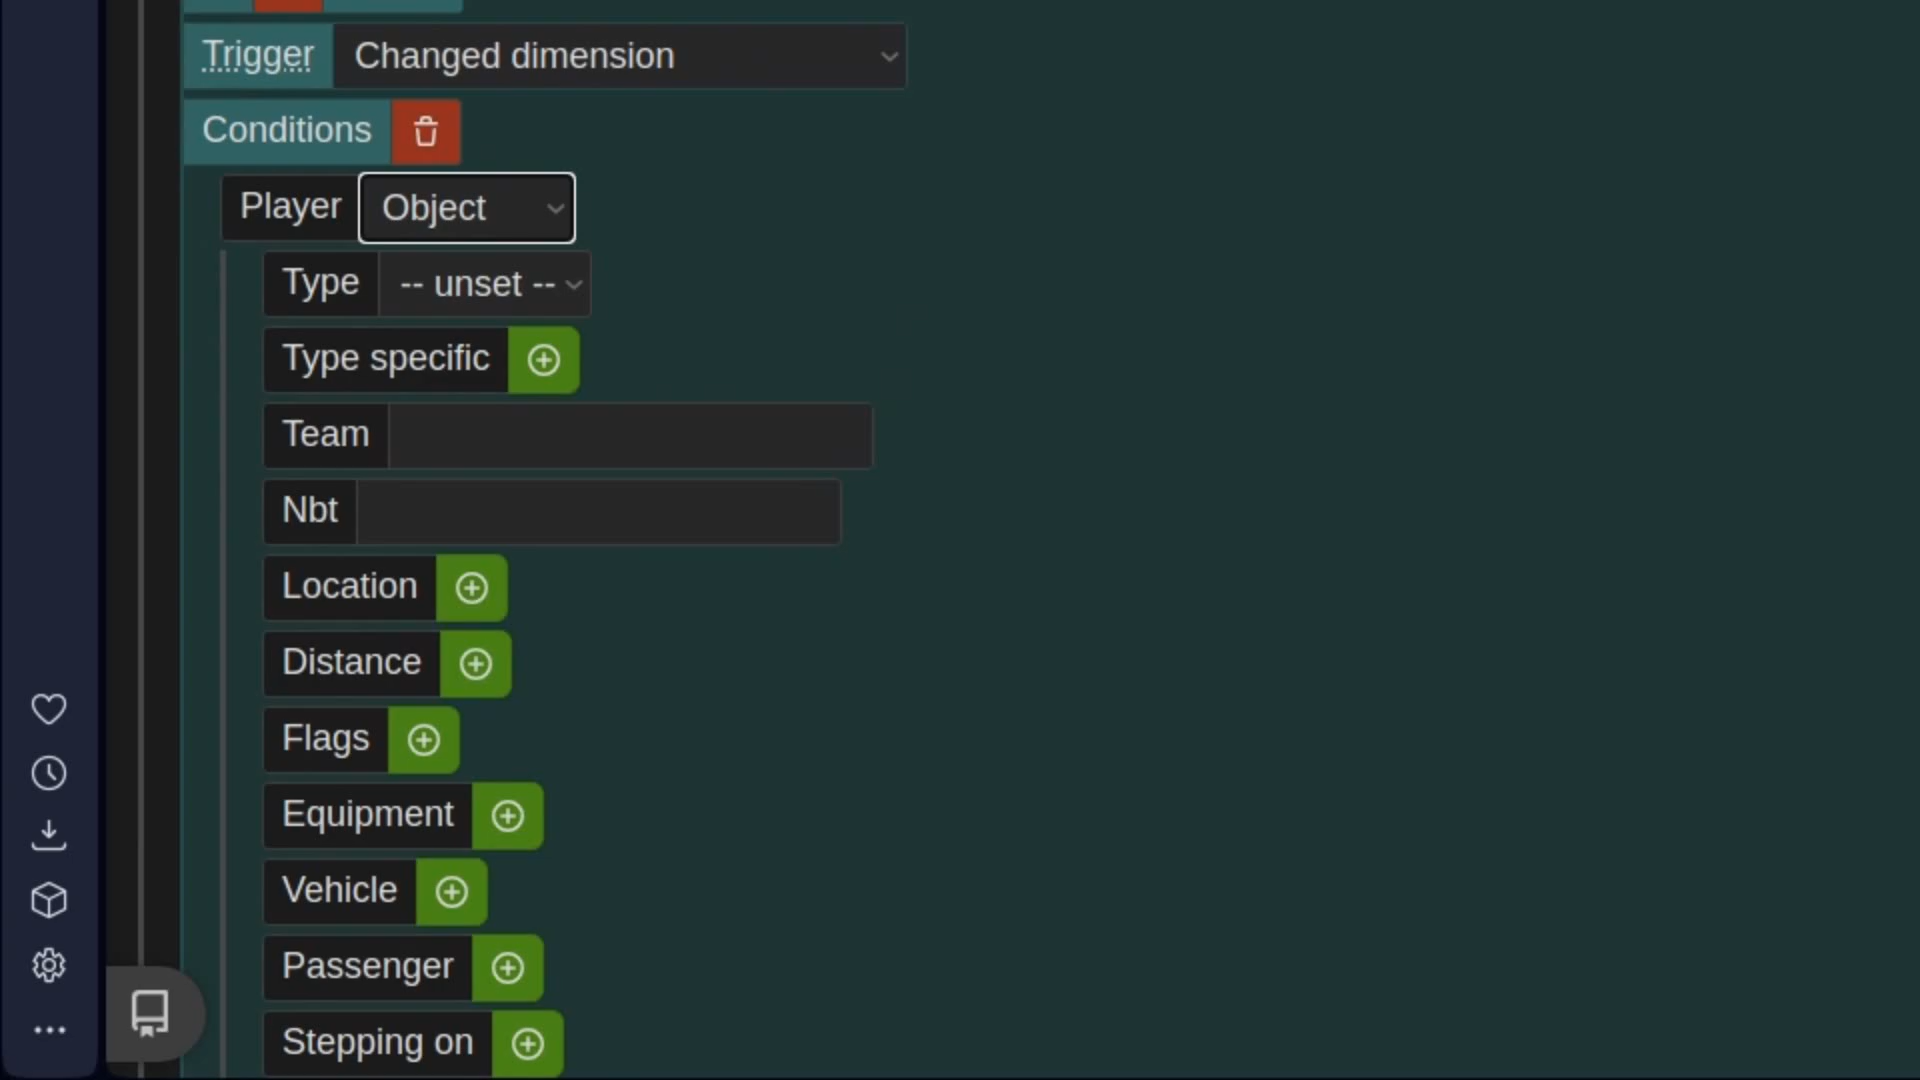 Trigger Changed dimension
Conditions
Player Object
Type -- unset --
Type specific
Team
Nbt
Location
Distance
Flags
Equipment
Vehicle
Passenger
Stepping on